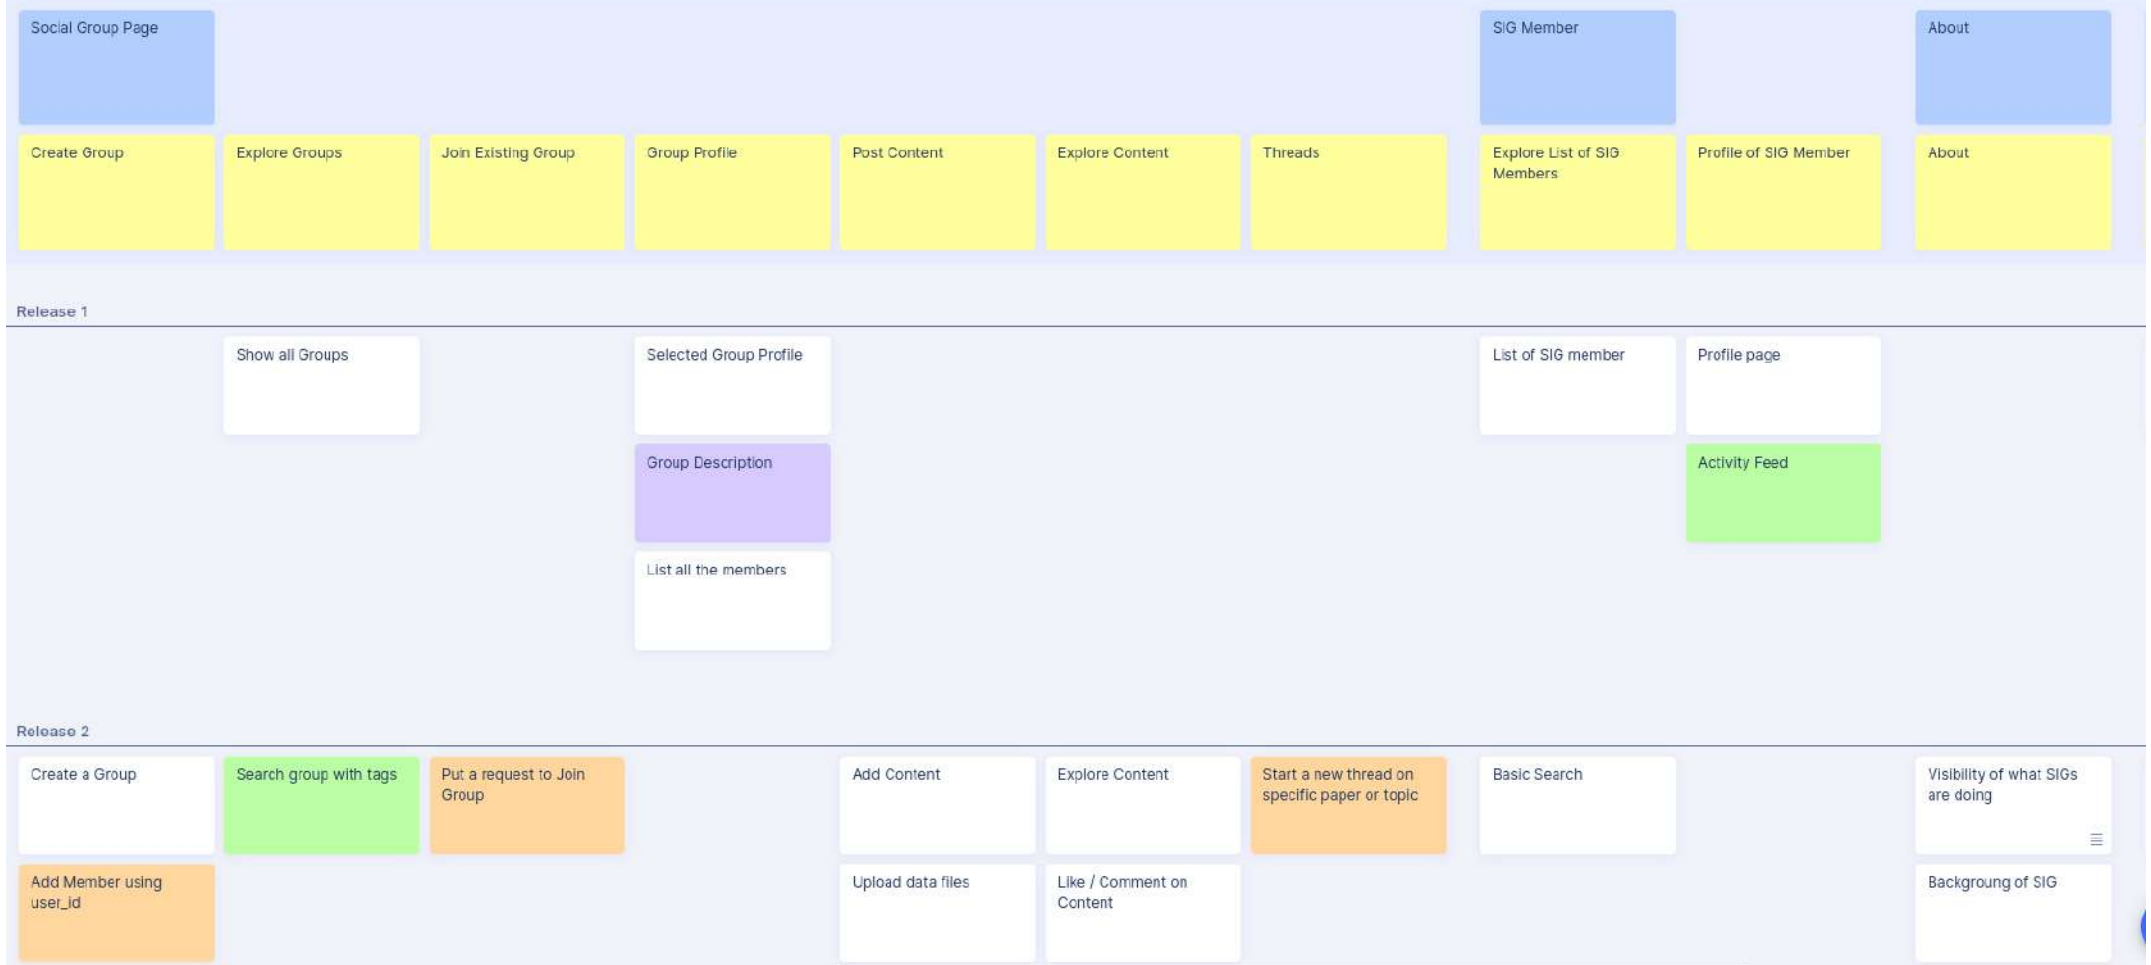 Social Group Page
SIG Member
About
Create Group
Explore Groups
Join Existing Group
Group Profile
Post Content
Explore Content
Threads
Explore List of SIG
Members
Profile of SIG Member
About
Release 1
Show all Groups
Selected Group Profile
List of SIG member
Profile page
Group Description
Activity Feed
List all the members
Release 2
Create a Group
Search group with tags
Put a request to Join
Group
Add Content
Explore Content
Start a new thread on
specific paper or topic
Basic Search
Visibility of what SIGs
are doing
Add Member using
user_id
Upload data files
Like / Comment on
Content
Backgroung of SIG